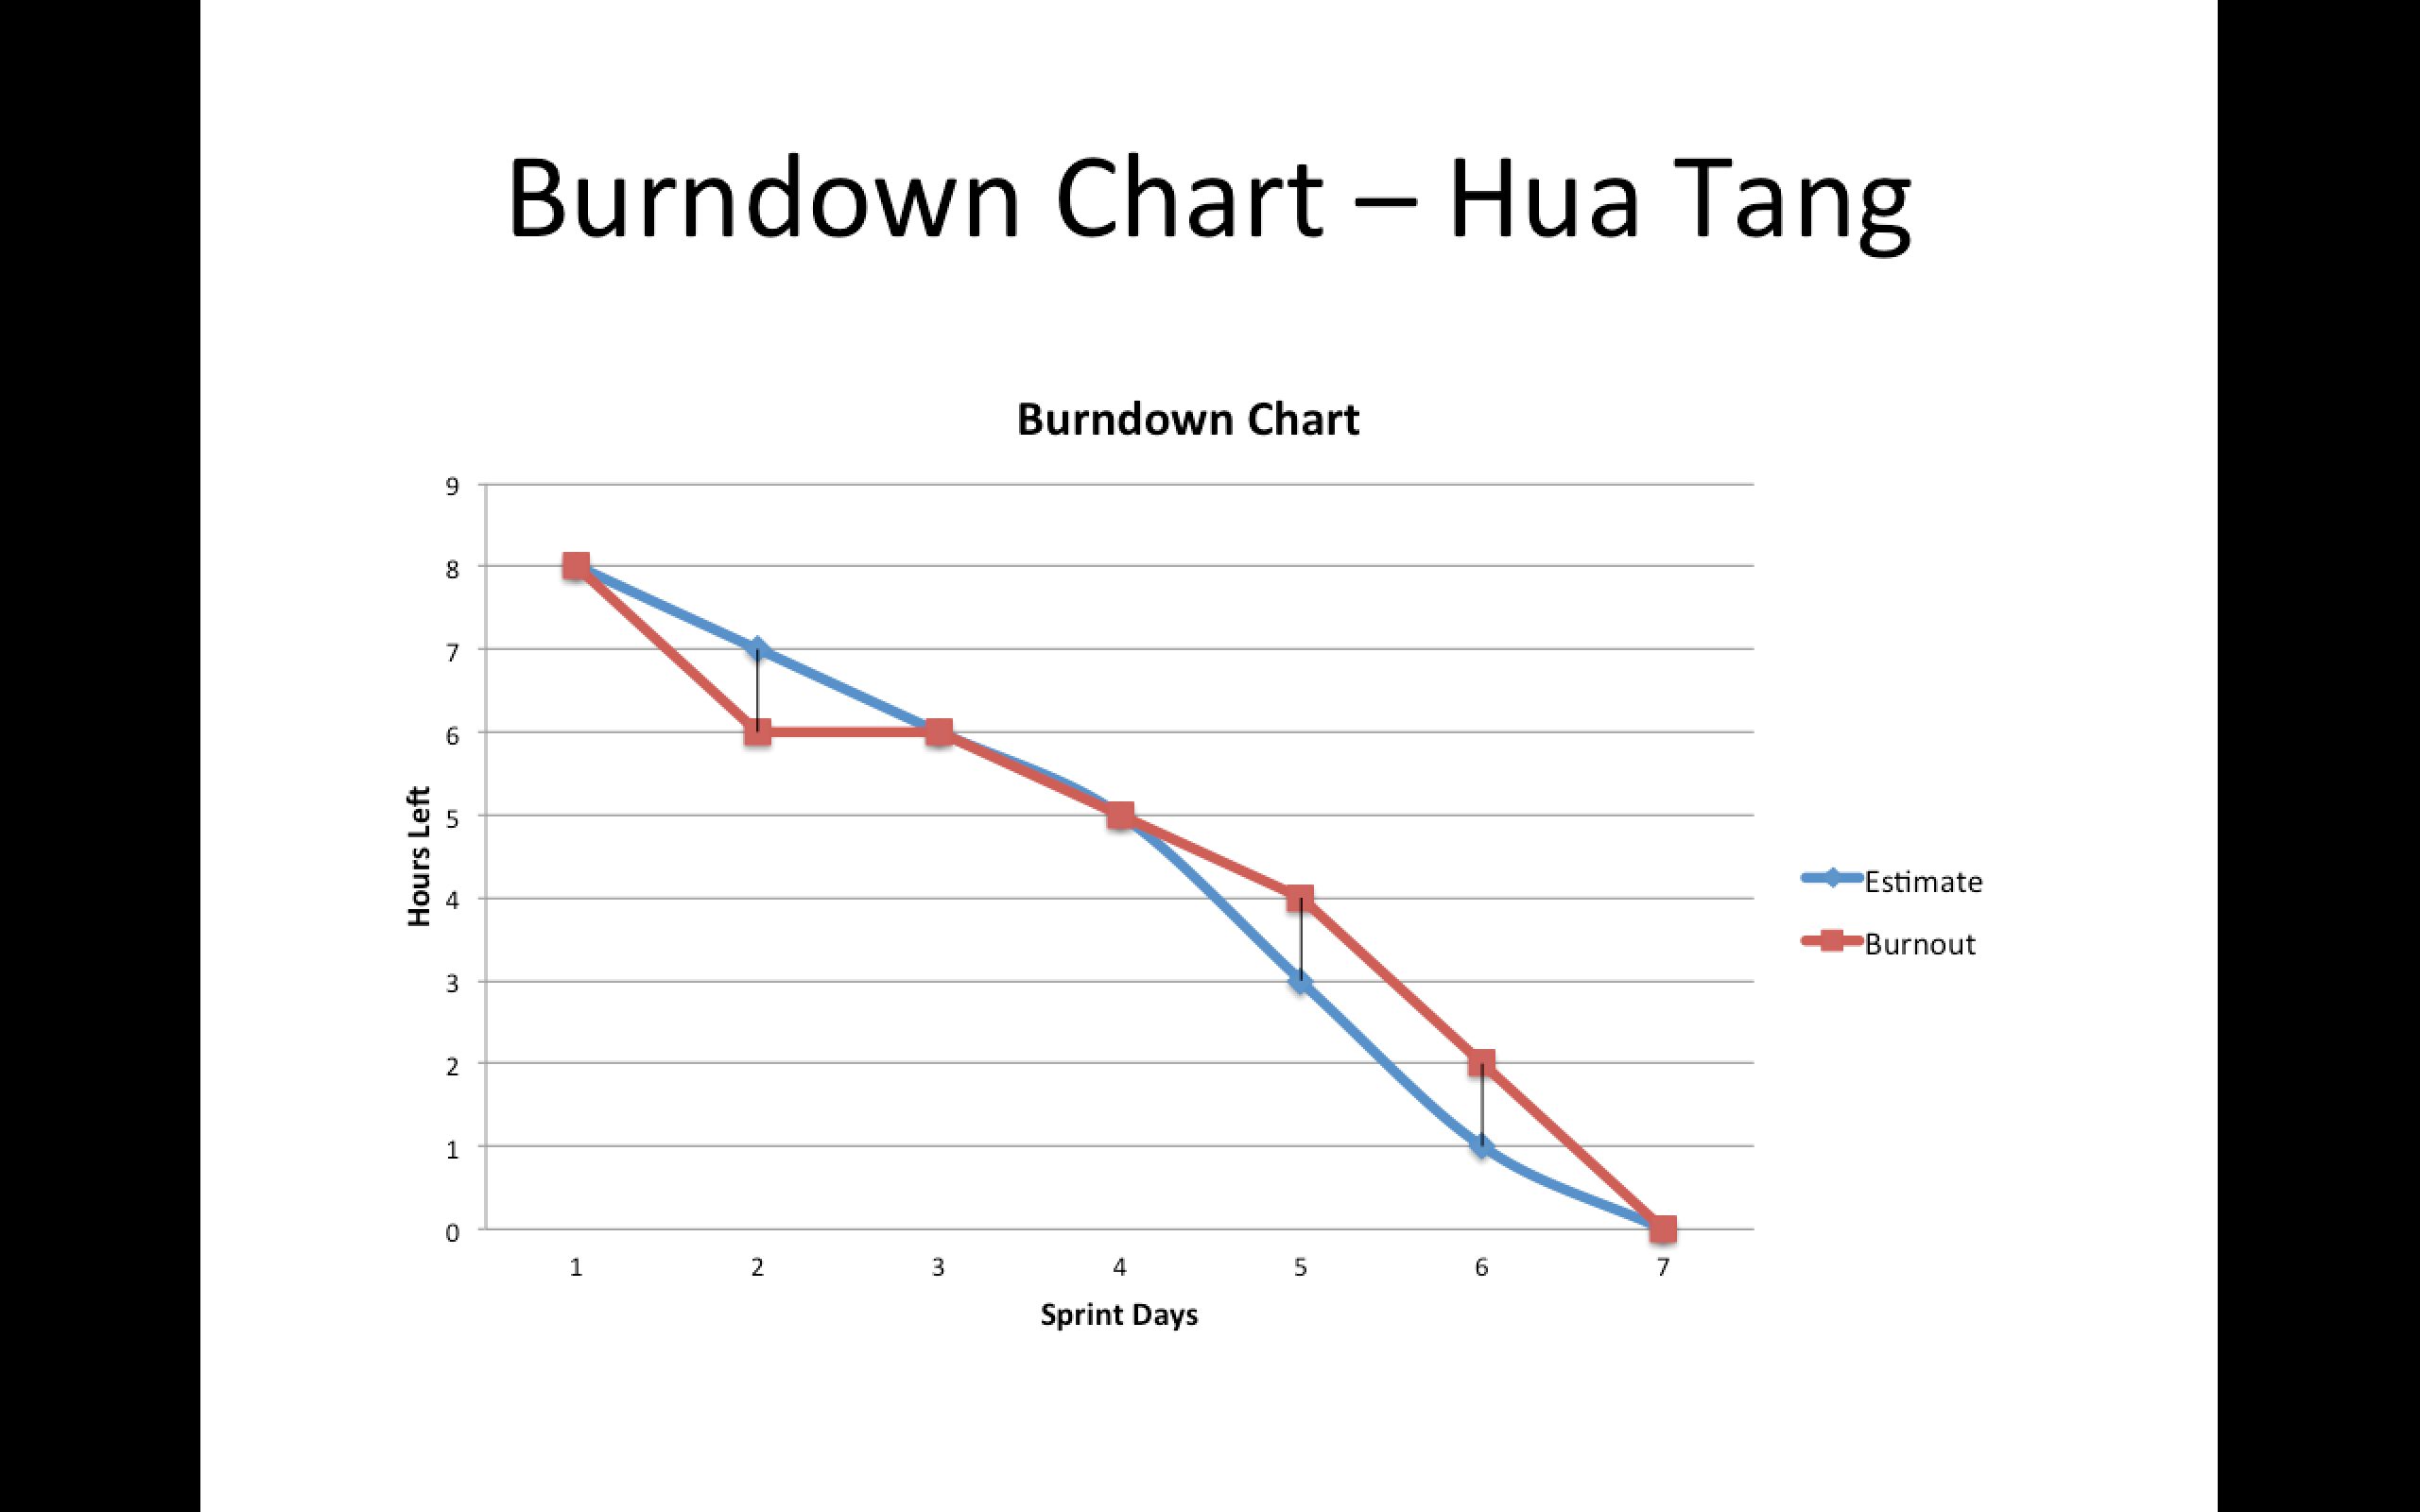 Burndown Chart – Hua Tang
Burndown Chart
9
8
7
6
5
4
3
2
1
0
Hours Left
1 2 3 4 5 6 7
Sprint Days
Estimate
Burnout